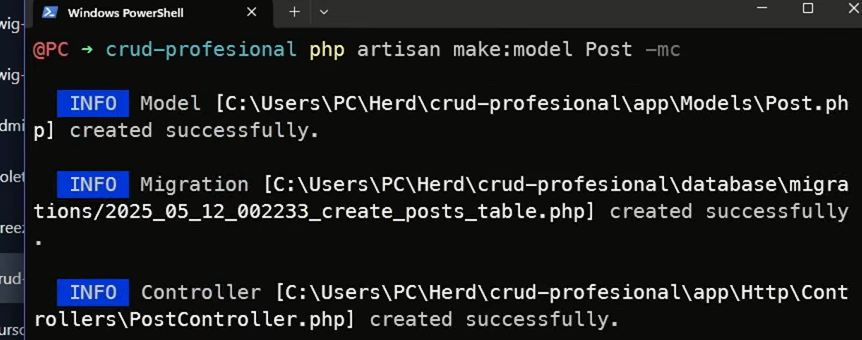 Windows PowerShell
wig-
@PC → crud-profesional php artisan make:model Post -mc
wig-
INFO Model [C:\Users\PC\Herd\crud-profesional\app\Models\Post.ph
dmi
p] created successfully.
olet
INFO Migration [C:\Users\PC\Herd\crud-profesional\database\migra
tions/2025_05_12_002233_create_posts_table.php] created successfully
reez
.
rud-
INFO Controller [C:\Users\PC\Herd\crud-profesional\app\Http\Cont
rollers\PostController.php] created successfully.
urso